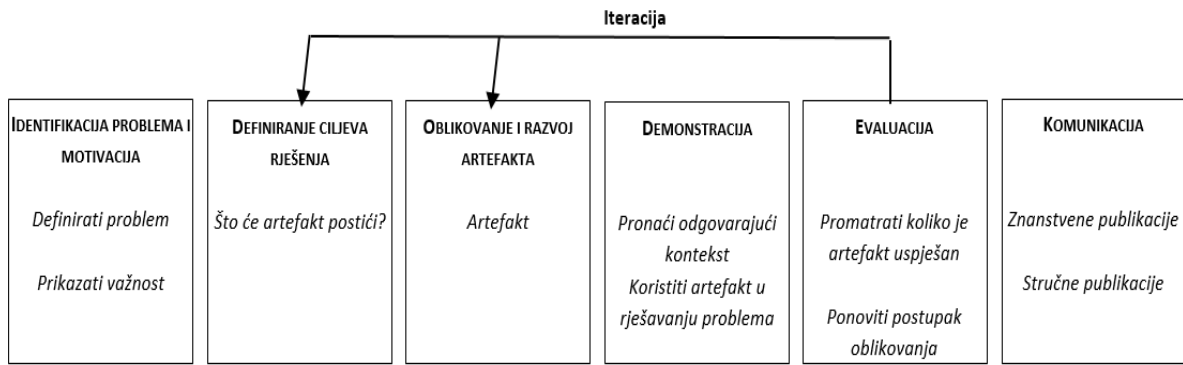 Iteracija
IDENTIFIKACIJA PROBLEMA I
MOTIVACIJA
Definirati problem
Prikazati važnost
DEFINIRANJE CILJEVA
RJEŠENJA
Što će artefakt postići?
OBLIKOVANJE I RAZVOJ
ARTEFAKTA
Artefakt
DEMONSTRACIJA
Pronaći odgovarajući
kontekst
Koristiti artefakt u
rješavanju problema
EVALUACIJA
Promatrati koliko je
artefakt uspješan
Ponoviti postupak
oblikovanja
KOMUNIKACIJA
Znanstvene publikacije
Stručne publikacije